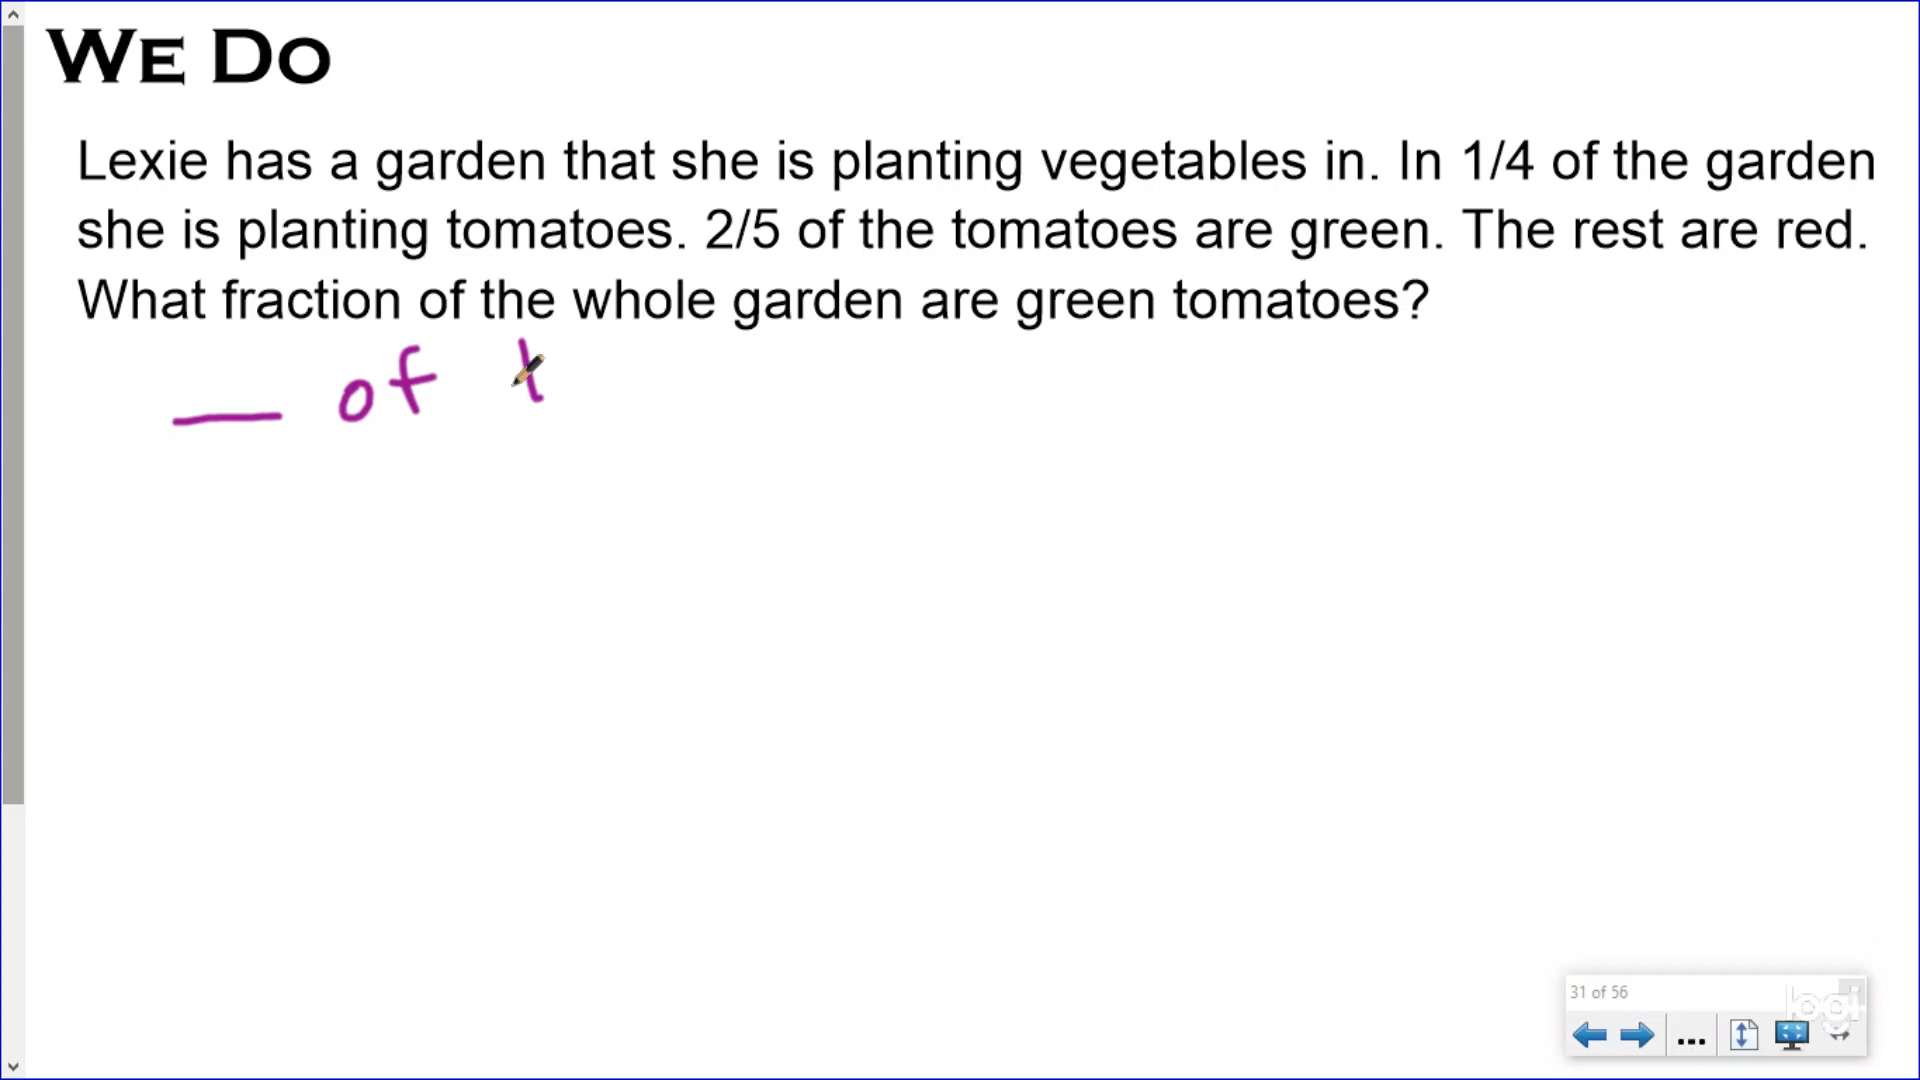 WE DO
Lexie has a garden that she is planting vegetables in. In 1/4 of the garden
she is planting tomatoes. 2/5 of the tomatoes are green. The rest are red.
What fraction of the whole garden are green tomatoes?
__ of t
31 of 56
logi
...